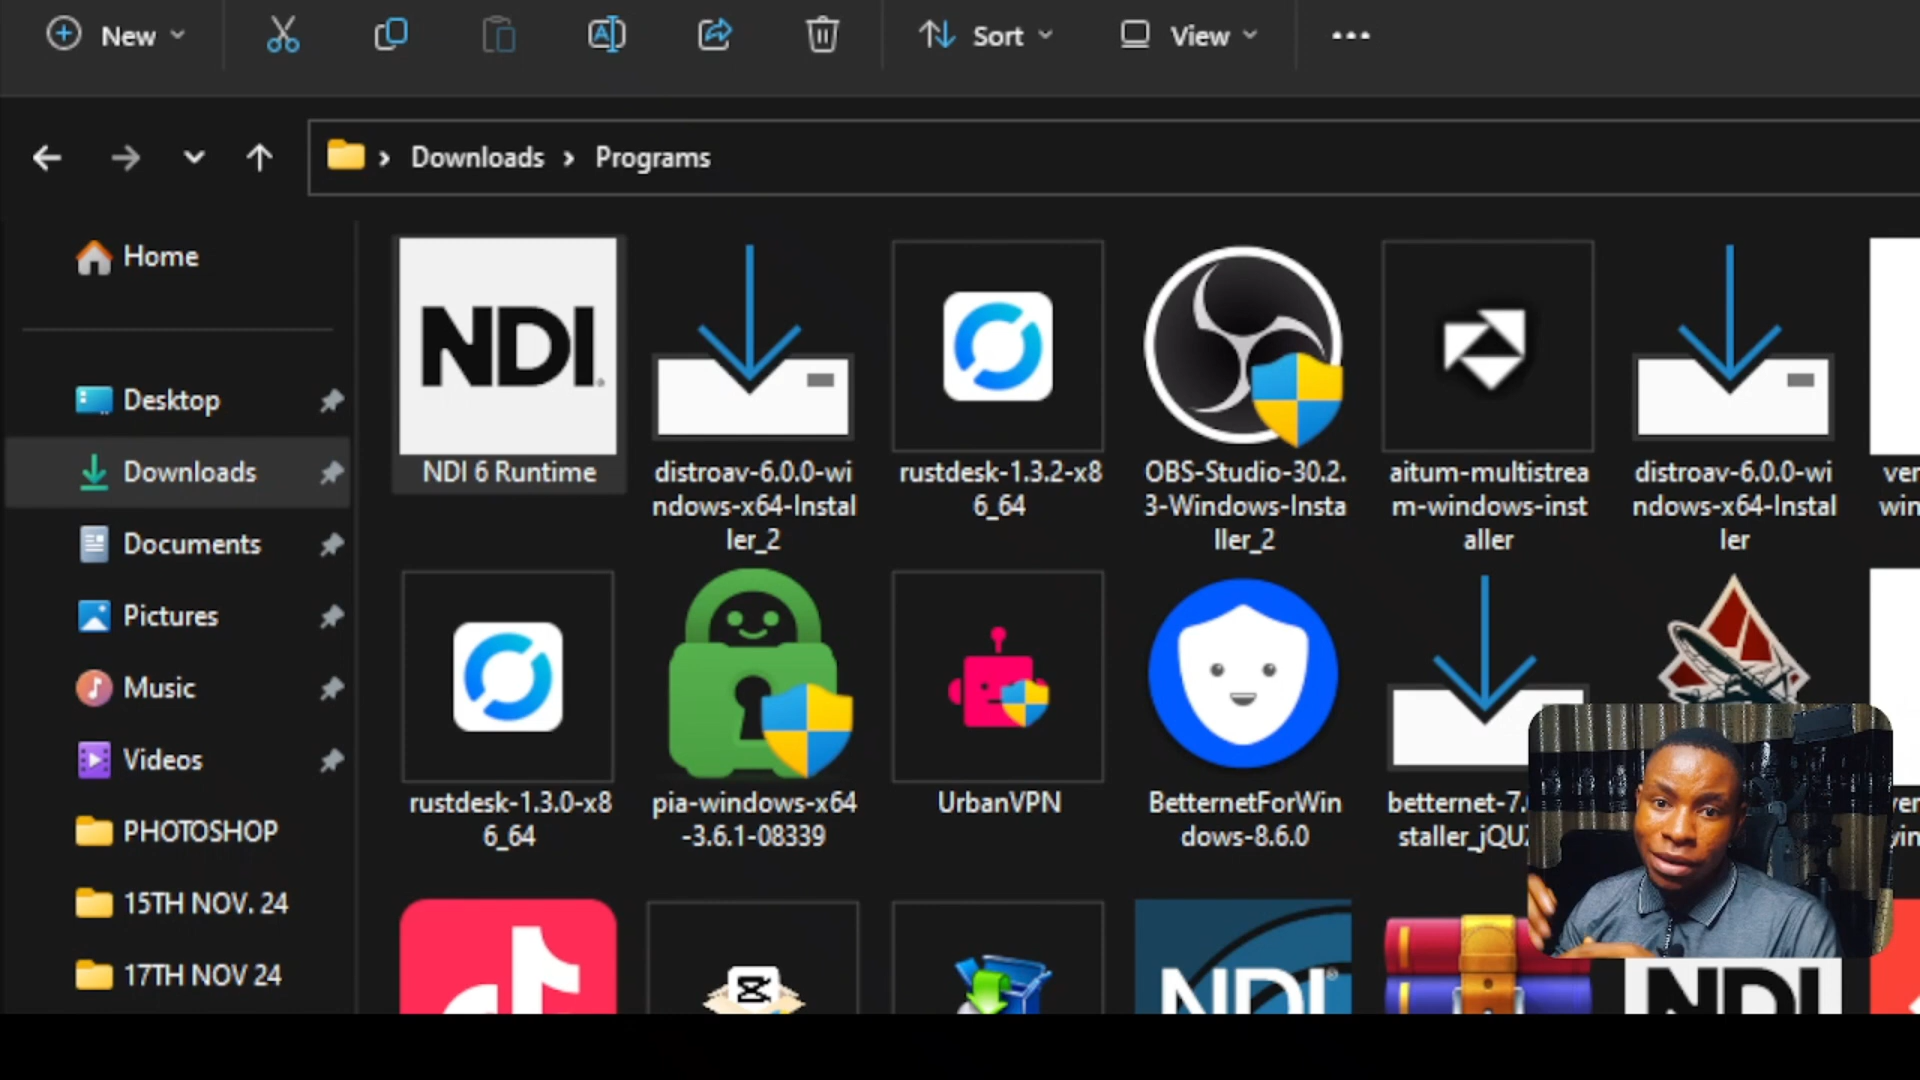 New
Sort
View
Downloads
Programs
Home
Desktop
Downloads
Documents
Pictures
Music
Videos
PHOTOSHOP
15TH NOV. 24
17TH NOV 24
NDI
NDI 6 Runtime
distroav-6.0.0-wi
ndows-x64-Instal
ler_2
rustdesk-1.3.2-x8
6_64
OBS-Studio-30.2.
3-Windows-Insta
ller_2
aitum-multistrea
m-windows-inst
aller
distroav-6.0.0-wi
ndows-x64-Instal
ler
rustdesk-1.3.0-x8
6_64
pia-windows-x64
-3.6.1-08339
UrbanVPN
BetternetForWin
dows-8.6.0
betternet-7.
NDI
NDI